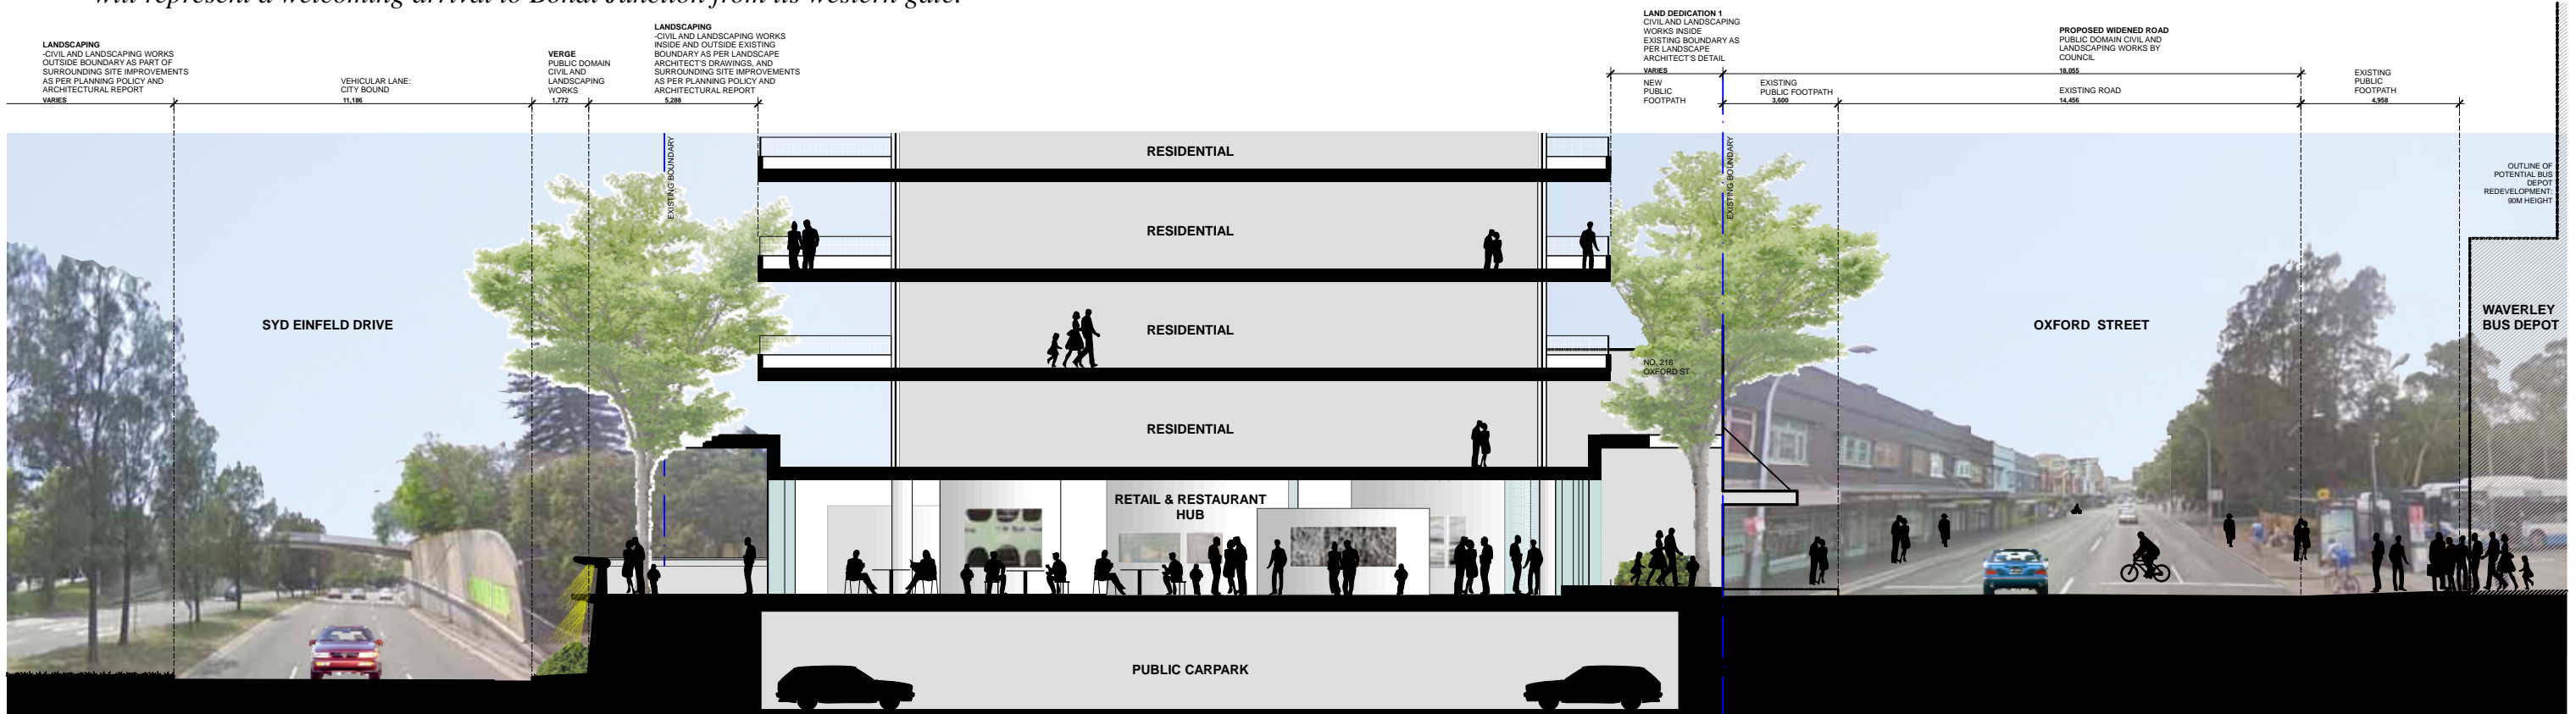 will represent a welcoming arrival to Bondi Junction from its western gate.
LANDSCAPING
-CIVIL AND LANDSCAPING WORKS
OUTSIDE BOUNDARY AS PART OF
SURROUNDING SITE IMPROVEMENTS
AS PER PLANNING POLICY AND
ARCHITECTURAL REPORT
VARIES
VEHICULAR LANE:
CITY BOUND
11,186
VERGE
PUBLIC DOMAIN
CIVIL AND
LANDSCAPING
WORKS
1,772
LANDSCAPING
-CIVIL AND LANDSCAPING WORKS
INSIDE AND OUTSIDE EXISTING
BOUNDARY AS PER LANDSCAPE
ARCHITECT'S DRAWINGS, AND
SURROUNDING SITE IMPROVEMENTS
AS PER PLANNING POLICY AND
ARCHITECTURAL REPORT
5,288
LAND DEDICATION 1
CIVIL AND LANDSCAPING
WORKS INSIDE
EXISTING BOUNDARY AS
PER LANDSCAPE
ARCHITECT'S DETAIL
VARIES
NEW
PUBLIC
FOOTPATH
EXISTING
PUBLIC FOOTPATH
3,600
PROPOSED WIDENED ROAD
PUBLIC DOMAIN CIVIL AND
LANDSCAPING WORKS BY
COUNCIL
18,055
EXISTING ROAD
14,456
EXISTING
PUBLIC
FOOTPATH
4,958
EXISTING BOUNDARY
EXISTING BOUNDARY
OUTLINE OF
POTENTIAL BUS
DEPOT
REDEVELOPMENT:
90M HEIGHT
RESIDENTIAL
RESIDENTIAL
RESIDENTIAL
RESIDENTIAL
SYD EINFELD DRIVE
OXFORD STREET
WAVERLEY
BUS DEPOT
NO. 216
OXFORD ST
RETAIL & RESTAURANT
HUB
PUBLIC CARPARK